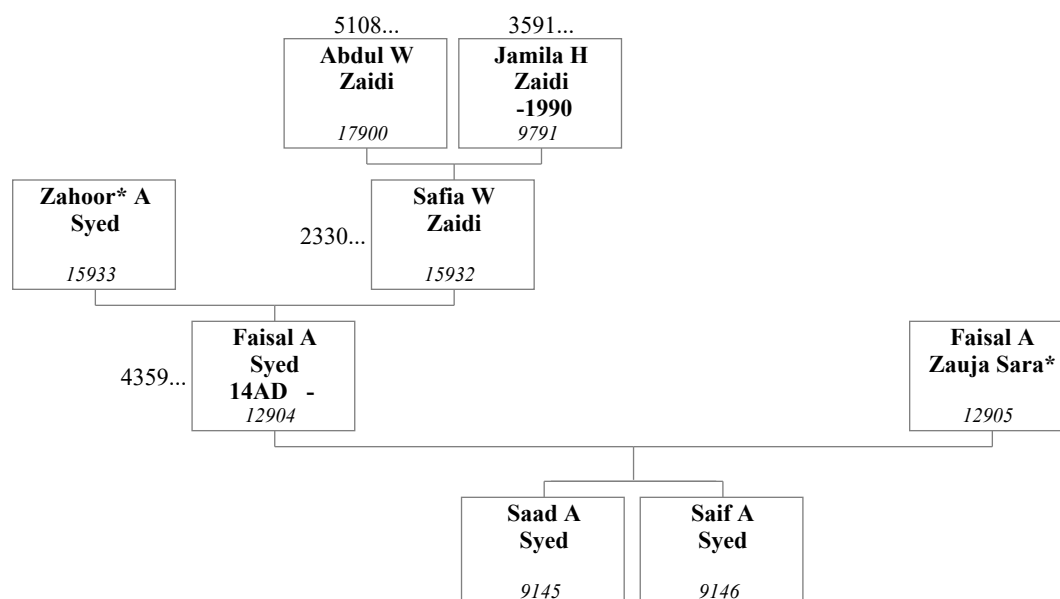 5108...
3591...
Abdul W
Zaidi
17900
Jamila H
Zaidi
-1990
9791
Zahoor* A
Syed
15933
2330...
Safia W
Zaidi
15932
4359...
Faisal A
Syed
14AD -
12904
Faisal A
Zauja Sara*
12905
Saad A
Syed
9145
Saif A
Syed
9146